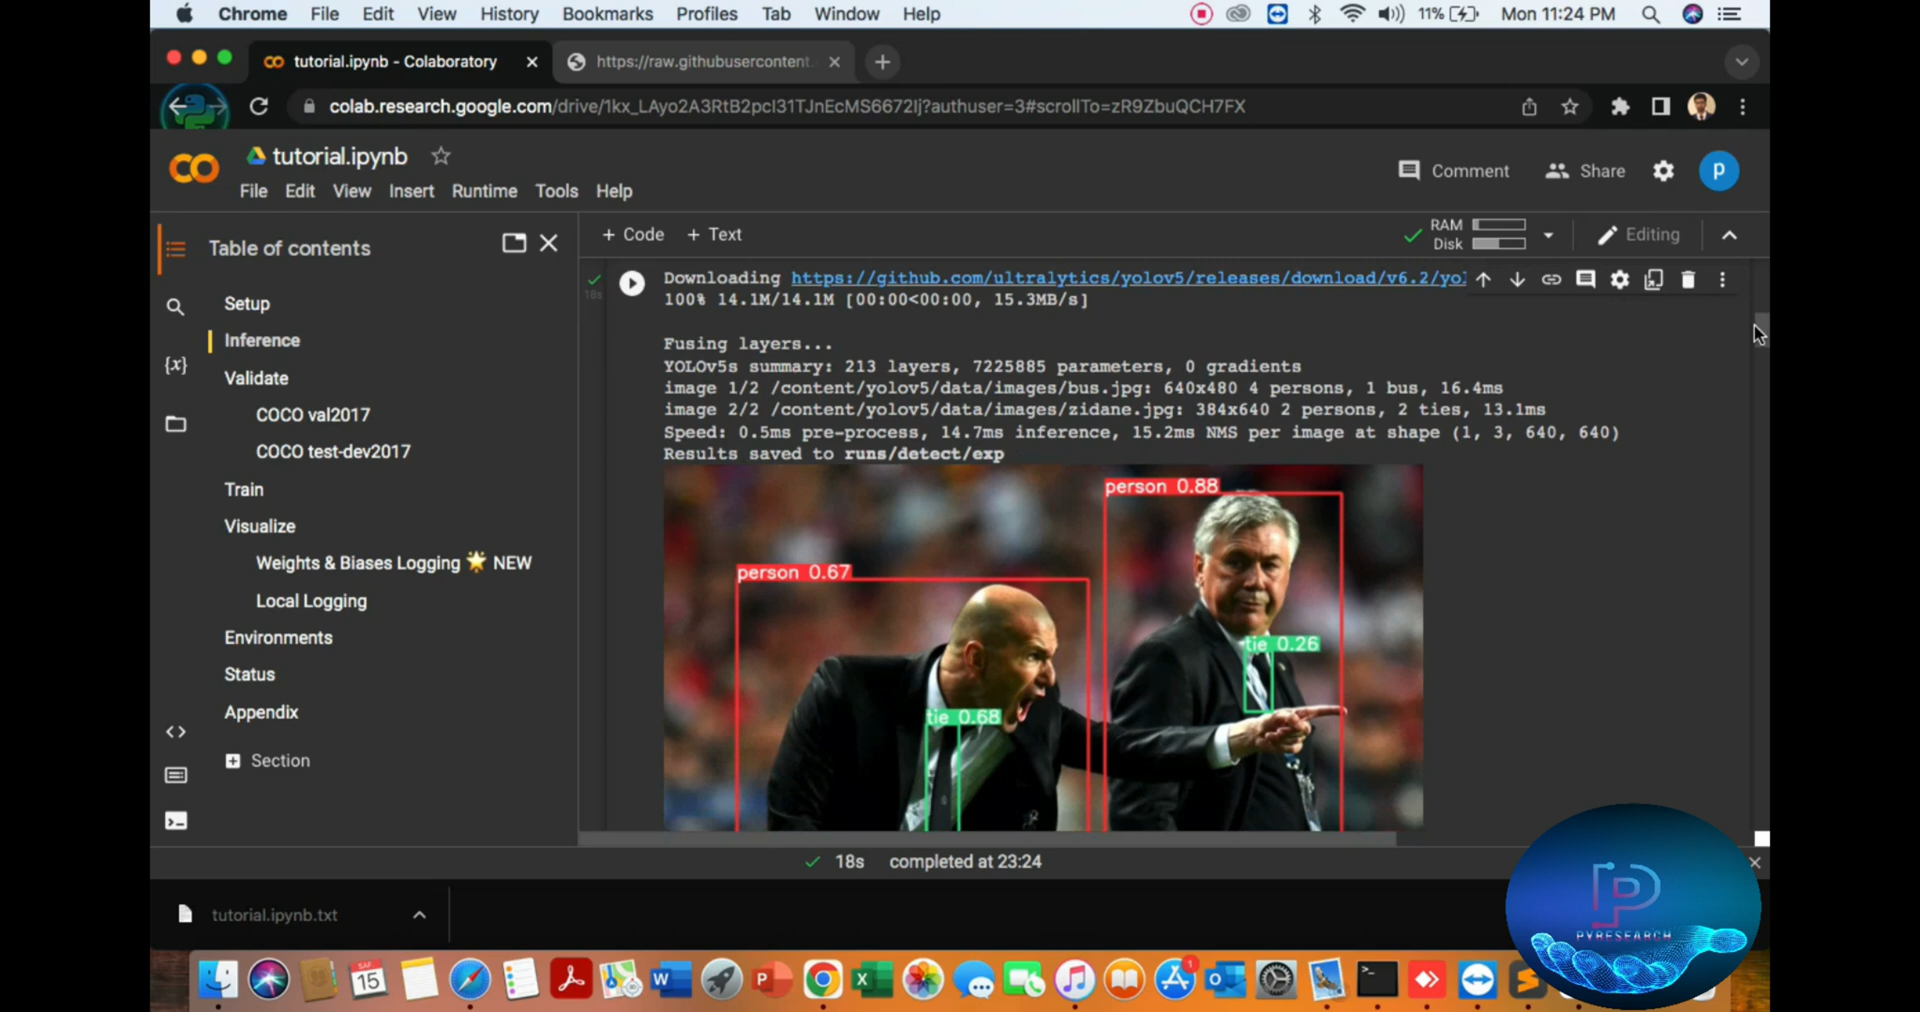 Chrome File Edit View History Bookmarks Profiles Tab Window Help 11% Mon 11:24 PM
tutorial.ipynb - Colaboratory https://raw.githubusercontent.
colab.research.google.com/drive/1kx_LAyo2A3RtB2pcI31TJnEcMS6672Ij?authuser=3#scrollTo=zR9ZbuQCH7FX
CO tutorial.ipynb
Comment Share p
File Edit View Insert Runtime Tools Help
Table of contents
+ Code + Text
RAM
Disk
Editing
Setup
Inference
Validate
COCO val2017
COCO test-dev2017
Train
Visualize
Weights & Biases Logging 🌟 NEW
Local Logging
Environments
Status
Appendix
Section
{x}
18s
Downloading https://github.com/ultralytics/yolov5/releases/download/v6.2/yol
100% 14.1M/14.1M [00:00<00:00, 15.3MB/s]
Fusing layers...
YOLOv5s summary: 213 layers, 7225885 parameters, 0 gradients
image 1/2 /content/yolov5/data/images/bus.jpg: 640x480 4 persons, 1 bus, 16.4ms
image 2/2 /content/yolov5/data/images/zidane.jpg: 384x640 2 persons, 2 ties, 13.1ms
Speed: 0.5ms pre-process, 14.7ms inference, 15.2ms NMS per image at shape (1, 3, 640, 640)
Results saved to runs/detect/exp
person 0.88
person 0.67
tie 0.26
tie 0.68
18s completed at 23:24
tutorial.ipynb.txt
PYRESEARCH
15
W
P
X
1